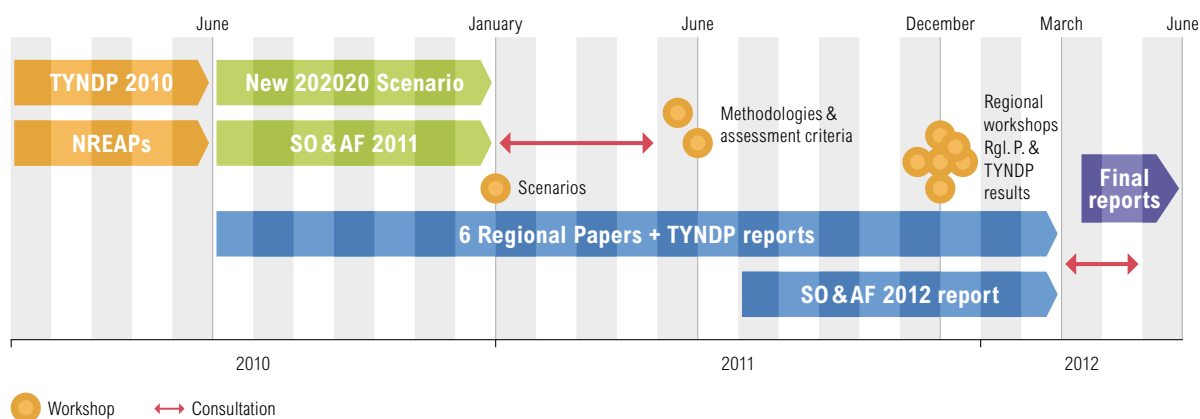 June
January
June
December
March
June
TYNDP 2010
New 202020 Scenario
NREAPs
SO & AF 2011
Methodologies &
assessment criteria
Regional
workshops
Rgl. P. &
TYNDP
results
Scenarios
Final
reports
6 Regional Papers + TYNDP reports
SO & AF 2012 report
2010
2011
2012
Workshop
Consultation